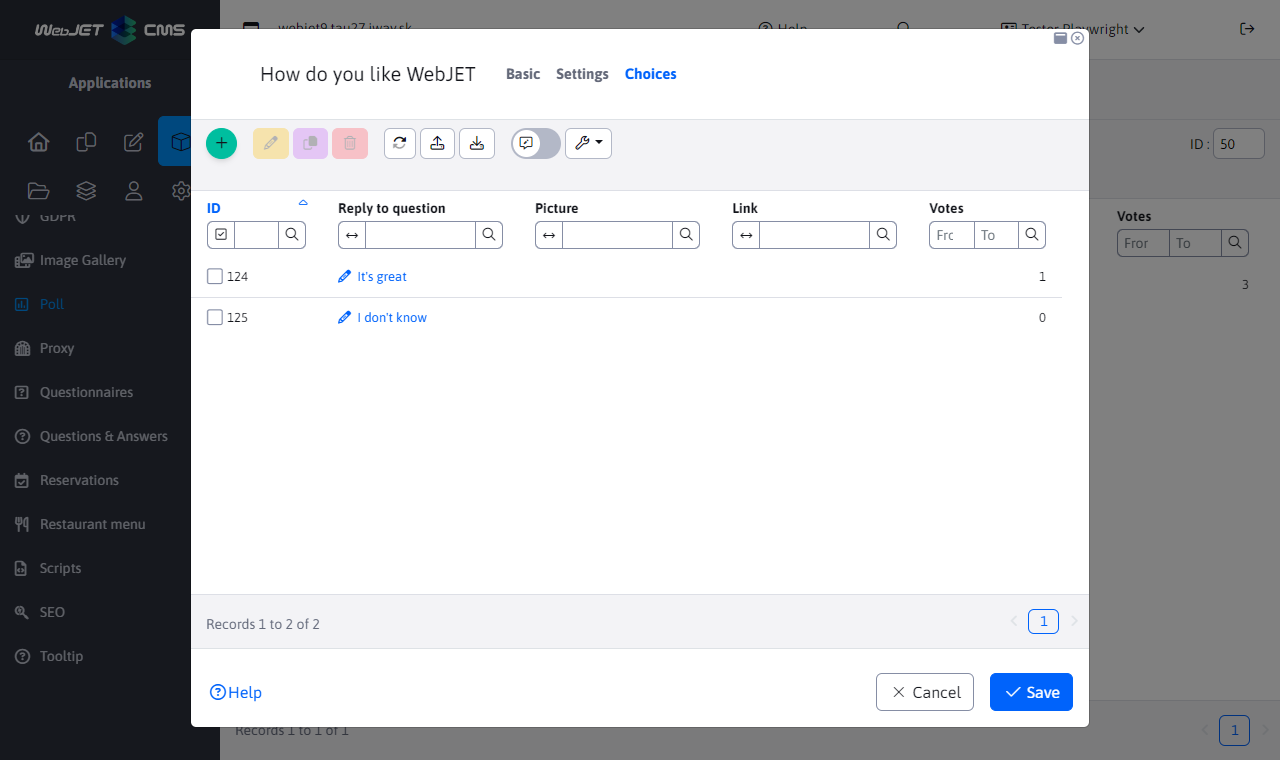 WebJET CMS
webjet9.tau27.iway.sk
Help
Tester Playwright
Applications
How do you like WebJET
Basic
Settings
Choices
ID :
50
ID
Reply to question
Picture
Link
Votes
Frc
To
124
It's great
1
125
I don't know
0
Votes
Fror
To
3
GDPR
Image Gallery
Poll
Proxy
Questionnaires
Questions & Answers
Reservations
Restaurant menu
Scripts
SEO
Tooltip
Records 1 to 2 of 2
1
Help
Cancel
Save
Records 1 to 1 of 1
1